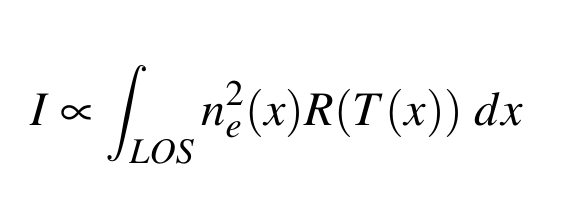 I ∝ ∫_{LOS} n_e^2(x)R(T(x)) dx